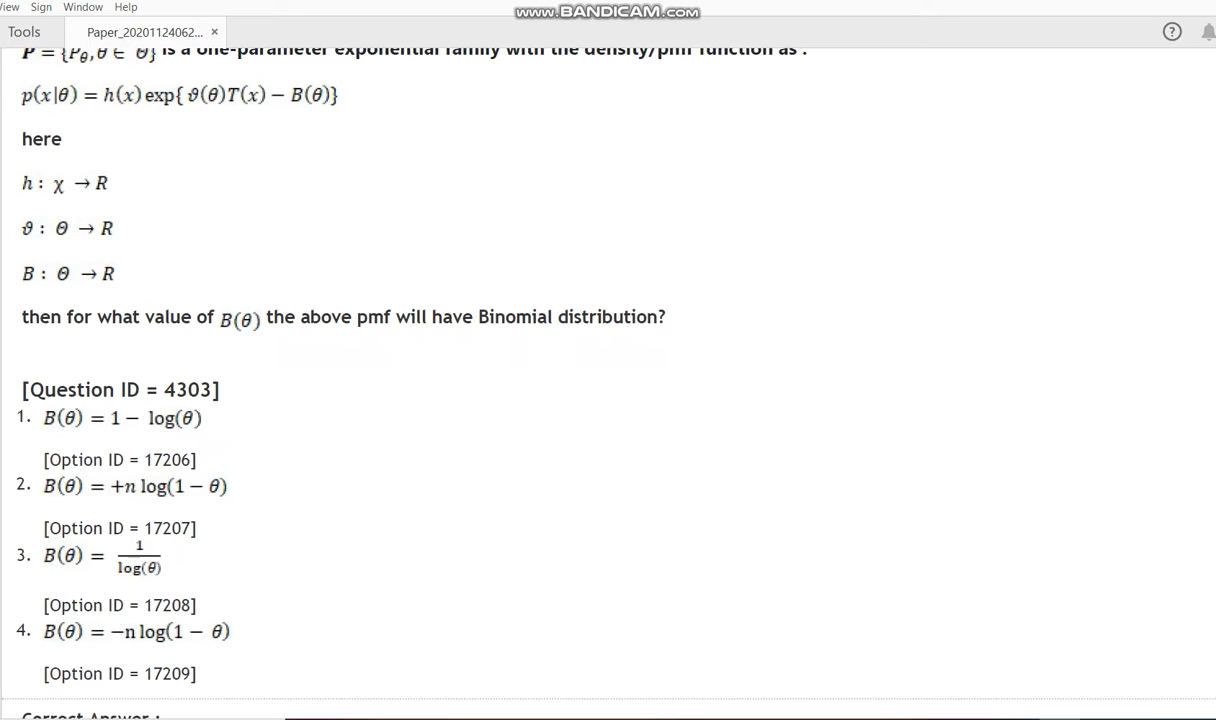 View Sign Window Help
www.BANDICAM.com
Tools Paper_20201124062... ×
P = {Pθ, θ ∈ Θ} is a one-parameter exponential family with the density/pmf function as :
p(x|θ) = h(x) exp{ ϑ(θ)T(x) − B(θ)}
here
h : χ → R
ϑ : Θ → R
B : Θ → R
then for what value of B(θ) the above pmf will have Binomial distribution?
[Question ID = 4303]
1. B(θ) = 1 − log(θ)
[Option ID = 17206]
2. B(θ) = +n log(1 − θ)
[Option ID = 17207]
3. B(θ) = 1/log(θ)
[Option ID = 17208]
4. B(θ) = −n log(1 − θ)
[Option ID = 17209]
Correct Answer :